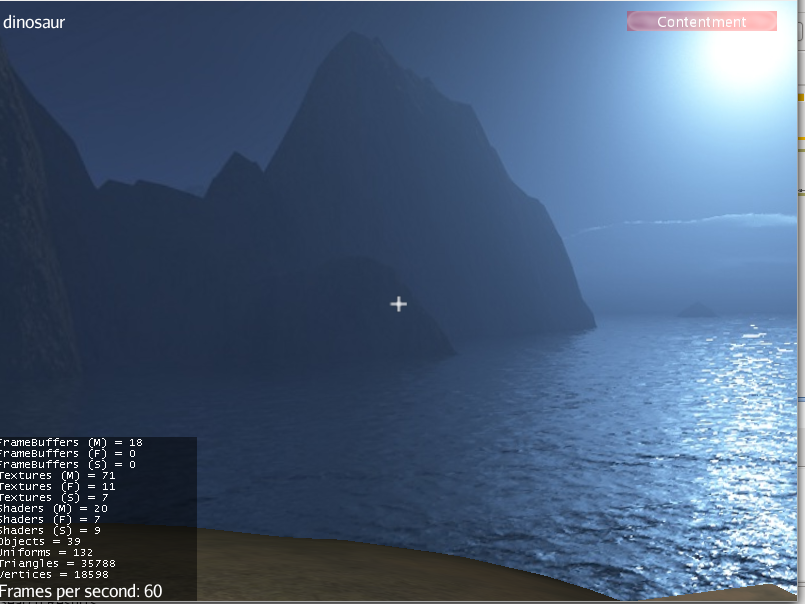 dinosaur
Contentment
FrameBuffers (M) = 18
FrameBuffers (F) = 0
FrameBuffers (S) = 0
Textures (M) = 71
Textures (F) = 11
Textures (S) = 7
Shaders (M) = 20
Shaders (F) = 7
Shaders (S) = 9
Objects = 39
Uniforms = 132
Triangles = 35788
Vertices = 18598
Frames per second: 60